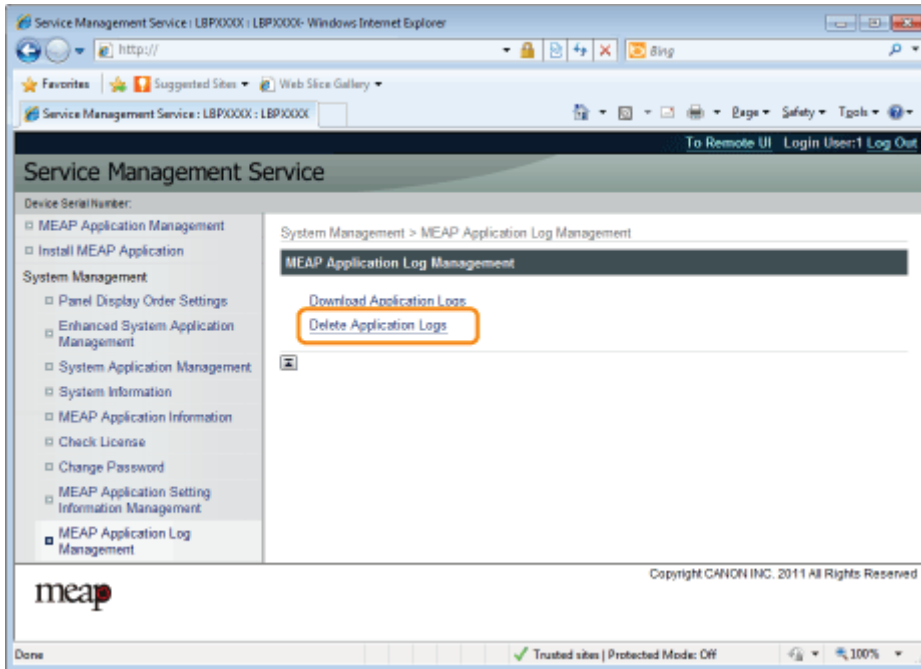 Service Management Service : LBPXXXX : LBPXXXX- Windows Internet Explorer
http://
Bing
Favorites Suggested Sites Web Slice Gallery
Service Management Service : LBPXXXX : LBPXXXX
Page Safety Tools
To Remote UI Login User:1 Log Out
Service Management Service
Device Serial Number:
MEAP Application Management
Install MEAP Application
System Management
Panel Display Order Settings
Enhanced System Application
Management
System Application Management
System Information
MEAP Application Information
Check License
Change Password
MEAP Application Setting
Information Management
MEAP Application Log
Management
System Management > MEAP Application Log Management
MEAP Application Log Management
Download Application Logs
Delete Application Logs
Copyright CANON INC. 2011 All Rights Reserved
meap
Done
Trusted sites | Protected Mode: Off
100%